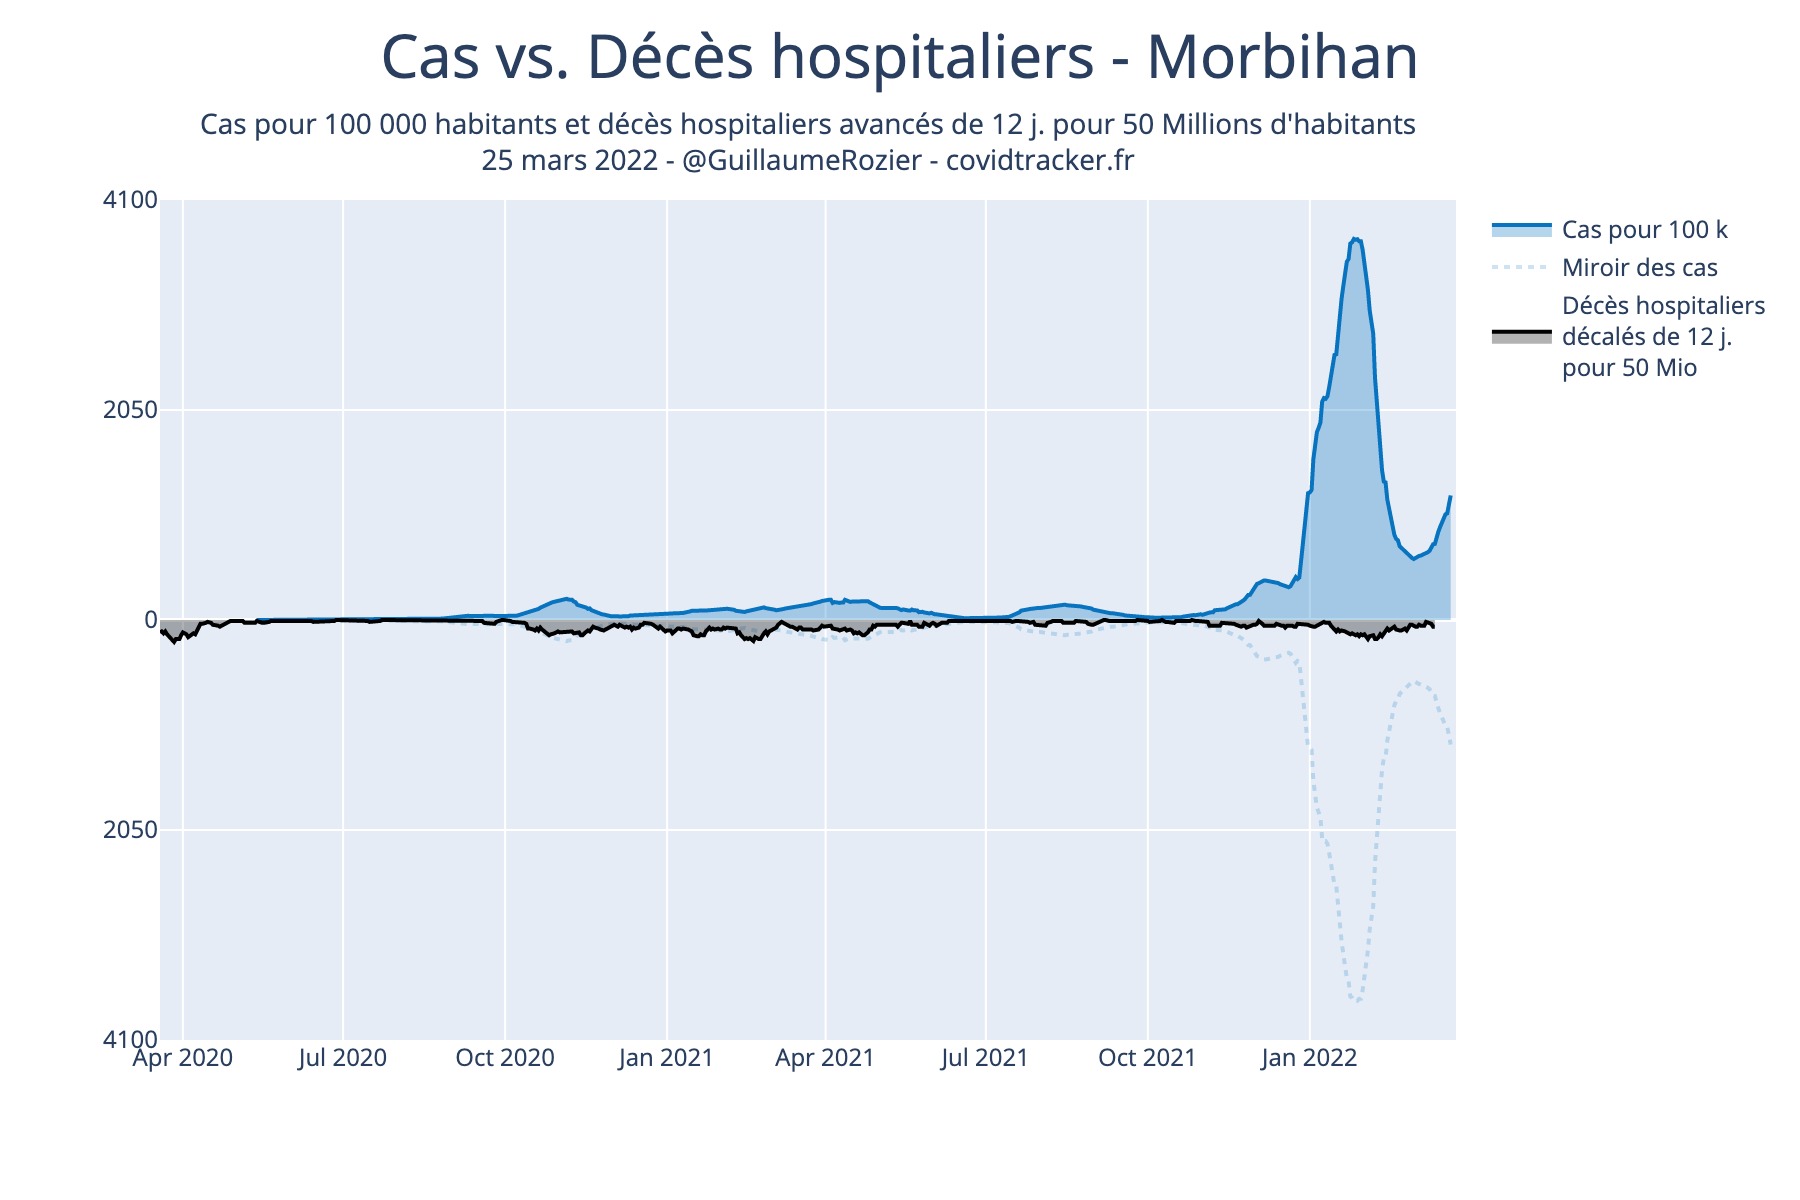 Cas vs. Décès hospitaliers - Morbihan
Cas pour 100 000 habitants et décès hospitaliers avancés de 12 j. pour 50 Millions d'habitants
25 mars 2022 - @GuillaumeRozier - covidtracker.fr
4100
2050
0
2050
4100
Apr 2020
Jul 2020
Oct 2020
Jan 2021
Apr 2021
Jul 2021
Oct 2021
Jan 2022
Cas pour 100 k
Miroir des cas
Décès hospitaliers
décalés de 12 j.
pour 50 Mio